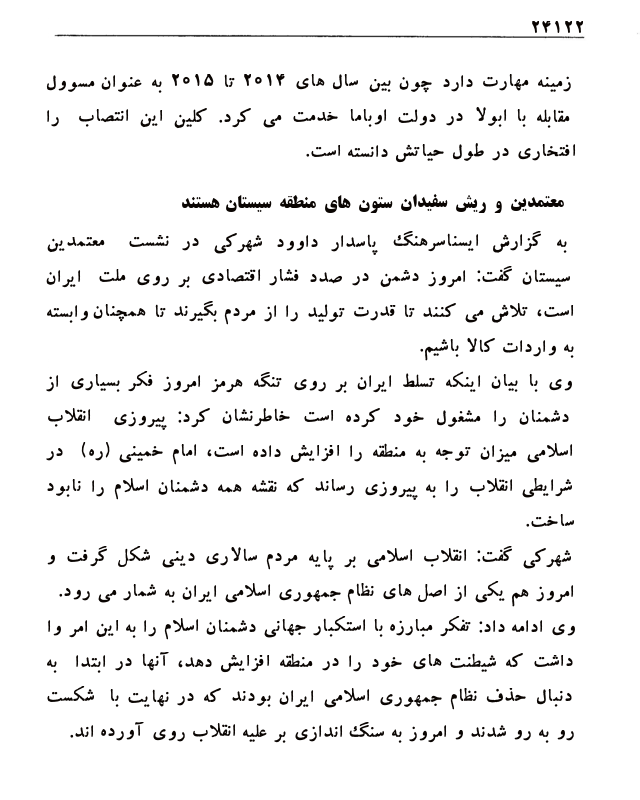 ۲۴۱۲۲
زمینه مهارت دارد چون بین سال های ۲۰۱۴ تا ۲۰۱۵ به عنوان مسوول
مقابله با ابولا در دولت اوباما خدمت می کرد. کلین این انتصاب را
افتخاری در طول حیاتش دانسته است.
معتمدین و ریش سفیدان ستون های منطقه سیستان هستند
به گزارش ایسناسرهنگ پاسدار داوود شهرکی در نشست معتمدین
سیستان گفت: امروز دشمن در صدد فشار اقتصادی بر روی ملت ایران
است، تلاش می کنند تا قدرت تولید را از مردم بگیرند تا همچنان وابسته
به واردات کالا باشیم.
وی با بیان اینکه تسلط ایران بر روی تنگه هرمز امروز فکر بسیاری از
دشمنان را مشغول خود کرده است خاطرنشان کرد: پیروزی انقلاب
اسلامی میزان توجه به منطقه را افزایش داده است، امام خمینی (ره) در
شرایطی انقلاب را به پیروزی رساند که نقشه همه دشمنان اسلام را نابود
ساخت.
شهرکی گفت: انقلاب اسلامی بر پایه مردم سالاری دینی شکل گرفت و
امروز هم یکی از اصل های نظام جمهوری اسلامی ایران به شمار می رود.
وی ادامه داد: تفکر مبارزه با استکبار جهانی دشمنان اسلام را به این امر وا
داشت که شیطنت های خود را در منطقه افزایش دهد، آنها در ابتدا به
دنبال حذف نظام جمهوری اسلامی ایران بودند که در نهایت با شکست
رو به رو شدند و امروز به سنگ اندازی بر علیه انقلاب روی آورده اند.